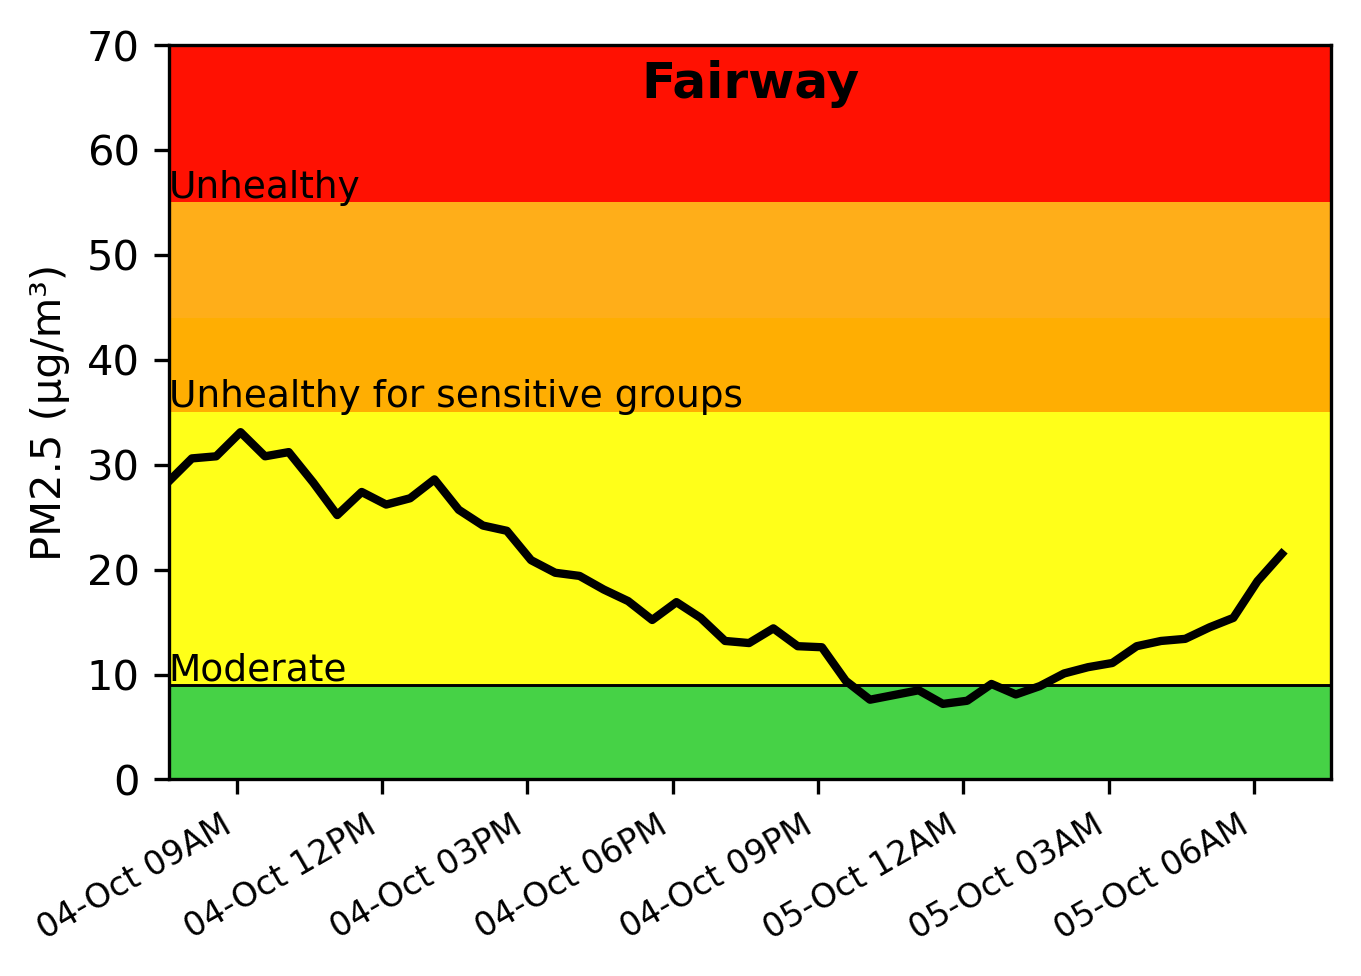 Fairway
70
60
50
40
30
20
10
0
PM2.5 (µg/m³)
Unhealthy
Unhealthy for sensitive groups
Moderate
04-Oct 09AM
04-Oct 12PM
04-Oct 03PM
04-Oct 06PM
04-Oct 09PM
05-Oct 12AM
05-Oct 03AM
05-Oct 06AM